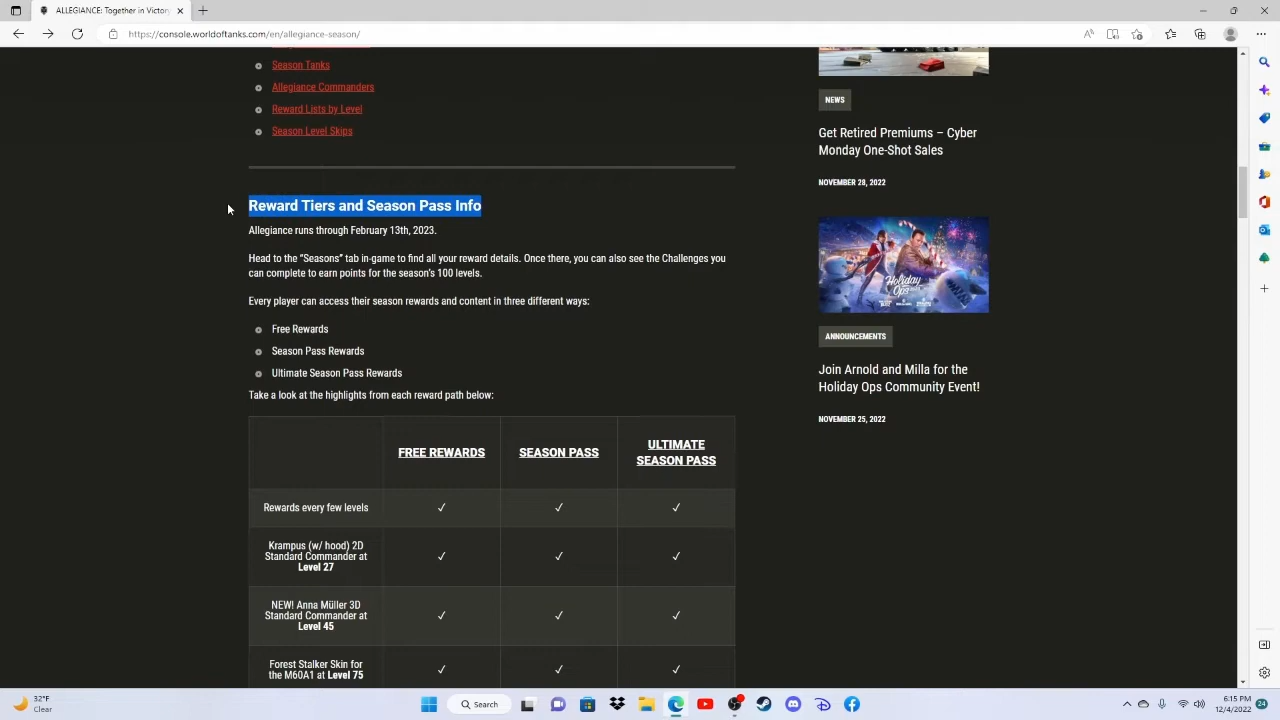 ALLEGIANCE: Together in Victor
https://console.worldoftanks.com/en/allegiance-season/
Season Tanks
Allegiance Commanders
Reward Lists by Level
Season Level Skips
Reward Tiers and Season Pass Info
Allegiance runs through February 13th, 2023.
Head to the “Seasons” tab in-game to find all your reward details. Once there, you can also see the Challenges you
can complete to earn points for the season’s 100 levels.
Every player can access their season rewards and content in three different ways:
Free Rewards
Season Pass Rewards
Ultimate Season Pass Rewards
Take a look at the highlights from each reward path below:
FREE REWARDS
SEASON PASS
ULTIMATE
SEASON PASS
Rewards every few levels
✓ ✓ ✓
Krampus (w/ hood) 2D
Standard Commander at
Level 27
✓ ✓ ✓
NEW! Anna Müller 3D
Standard Commander at
Level 45
✓ ✓ ✓
Forest Stalker Skin for
the M60A1 at Level 75
✓ ✓ ✓
NEWS
Get Retired Premiums – Cyber
Monday One-Shot Sales
NOVEMBER 28, 2022
Holiday
Ops
ANNOUNCEMENTS
Join Arnold and Milla for the
Holiday Ops Community Event!
NOVEMBER 25, 2022
32°F
Clear
Search
6:15 PM
12/4/2022
24